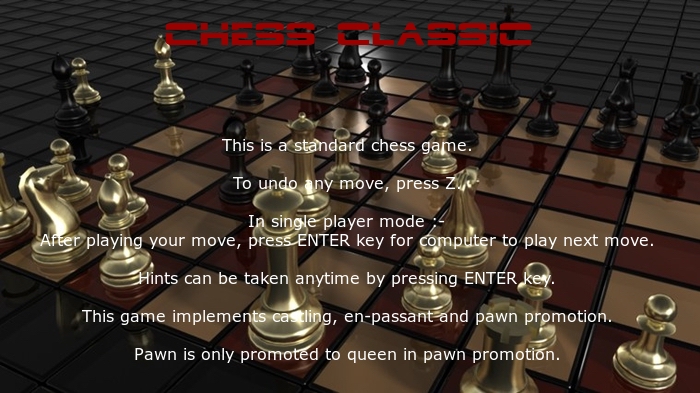 CHESS CLASSIC
This is a standard chess game.
To undo any move, press Z.
In single player mode :-
After playing your move, press ENTER key for computer to play next move.
Hints can be taken anytime by pressing ENTER key.
This game implements castling, en-passant and pawn promotion.
Pawn is only promoted to queen in pawn promotion.